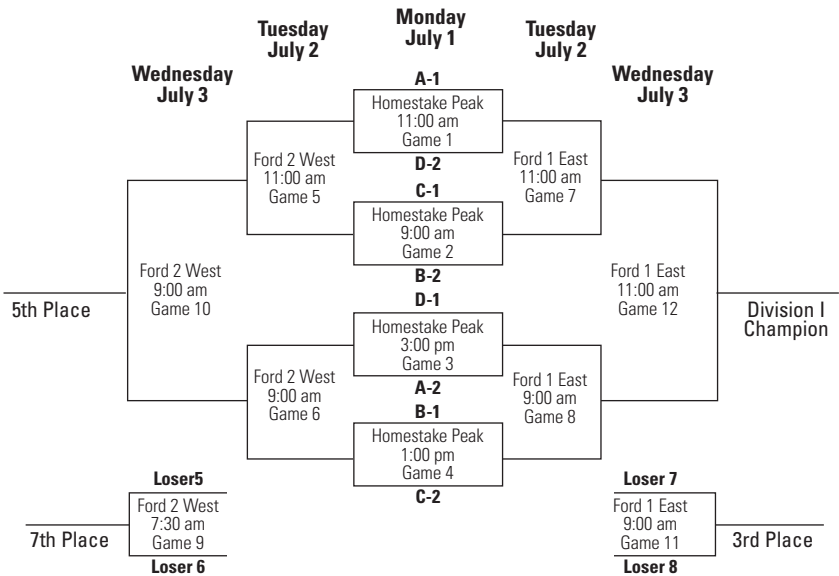 Monday
July 1
Tuesday
July 2
Tuesday
July 2
Wednesday
July 3
Wednesday
July 3
A-1
Homestake Peak
11:00 am
Game 1
D-2
Ford 2 West
11:00 am
Game 5
Ford 1 East
11:00 am
Game 7
C-1
Homestake Peak
9:00 am
Game 2
B-2
Ford 2 West
9:00 am
Game 10
5th Place
Ford 1 East
11:00 am
Game 12
Division I
Champion
D-1
Homestake Peak
3:00 pm
Game 3
A-2
Ford 2 West
9:00 am
Game 6
Ford 1 East
9:00 am
Game 8
B-1
Homestake Peak
1:00 pm
Game 4
C-2
Loser5
Ford 2 West
7:30 am
Game 9
Loser 6
7th Place
Loser 7
Ford 1 East
9:00 am
Game 11
Loser 8
3rd Place